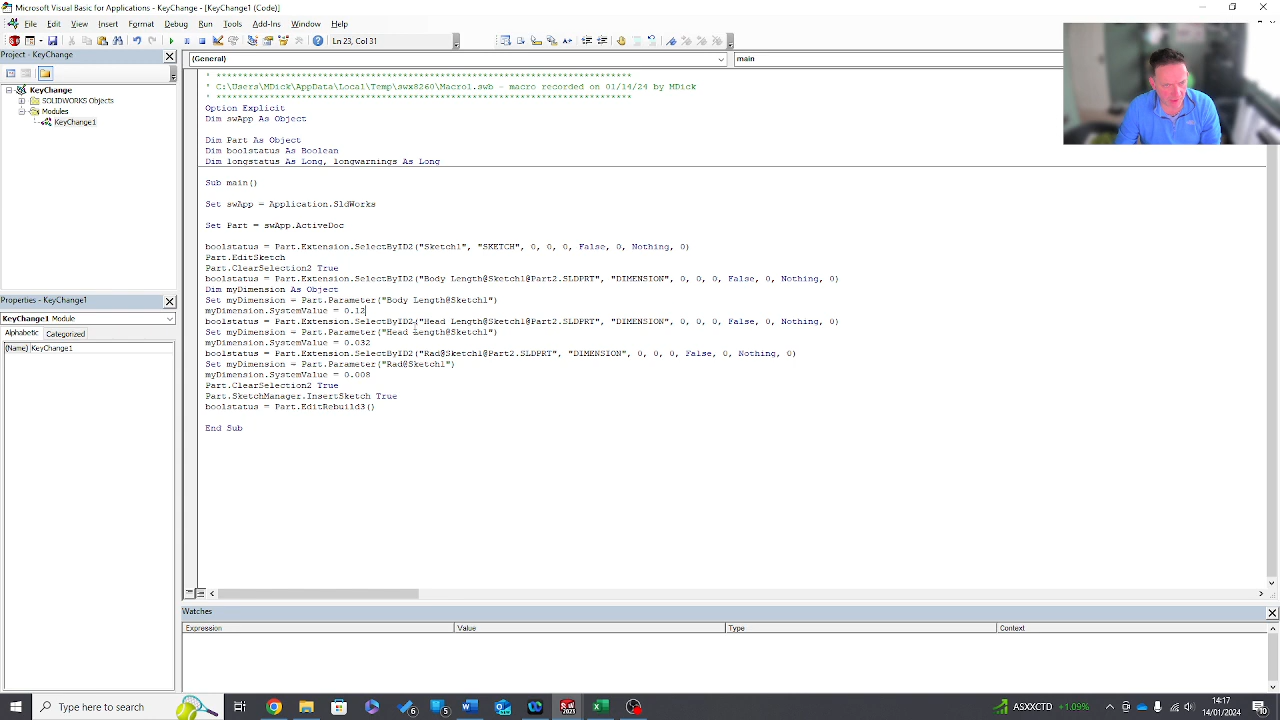 Microsoft Visual Basic for Applications - KeyChange - [KeyChange1 (Code)]
File Edit View Insert Format Debug Run Tools Add-Ins Window Help
Ln 23, Col 31
Project - KeyChange
(General)
main
KeyChange
SOLIDWORKS Objects
Modules
KeyChange1
' ******************************************************************************
' C:\Users\MDick\AppData\Local\Temp\swx8260\Macro1.swb - macro recorded on 01/14/24 by MDick
' ******************************************************************************
Option Explicit
Dim swApp As Object
Dim Part As Object
Dim boolstatus As Boolean
Dim longstatus As Long, longwarnings As Long
Sub main()
Set swApp = Application.SldWorks
Set Part = swApp.ActiveDoc
boolstatus = Part.Extension.SelectByID2("Sketch1", "SKETCH", 0, 0, 0, False, 0, Nothing, 0)
Part.EditSketch
Part.ClearSelection2 True
boolstatus = Part.Extension.SelectByID2("Body Length@Sketch1@Part2.SLDPRT", "DIMENSION", 0, 0, 0, False, 0, Nothing, 0)
Dim myDimension As Object
Set myDimension = Part.Parameter("Body Length@Sketch1")
myDimension.SystemValue = 0.12
boolstatus = Part.Extension.SelectByID2("Head Length@Sketch1@Part2.SLDPRT", "DIMENSION", 0, 0, 0, False, 0, Nothing, 0)
Set myDimension = Part.Parameter("Head Length@Sketch1")
myDimension.SystemValue = 0.032
boolstatus = Part.Extension.SelectByID2("Rad@Sketch1@Part2.SLDPRT", "DIMENSION", 0, 0, 0, False, 0, Nothing, 0)
Set myDimension = Part.Parameter("Rad@Sketch1")
myDimension.SystemValue = 0.008
Part.ClearSelection2 True
Part.SketchManager.InsertSketch True
boolstatus = Part.EditRebuild3()
End Sub
Properties - KeyChange1
KeyChange1 Module
Alphabetic Categorized
(Name) KeyChange1
Watches
Expression Value Type Context
Type here to search
6
5
2021
ASXXCTD +1.09%
14:17
14/01/2024